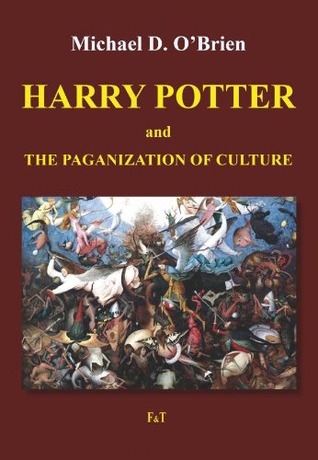 Michael D. O’Brien
HARRY POTTER
and
THE PAGANIZATION OF CULTURE
F&T